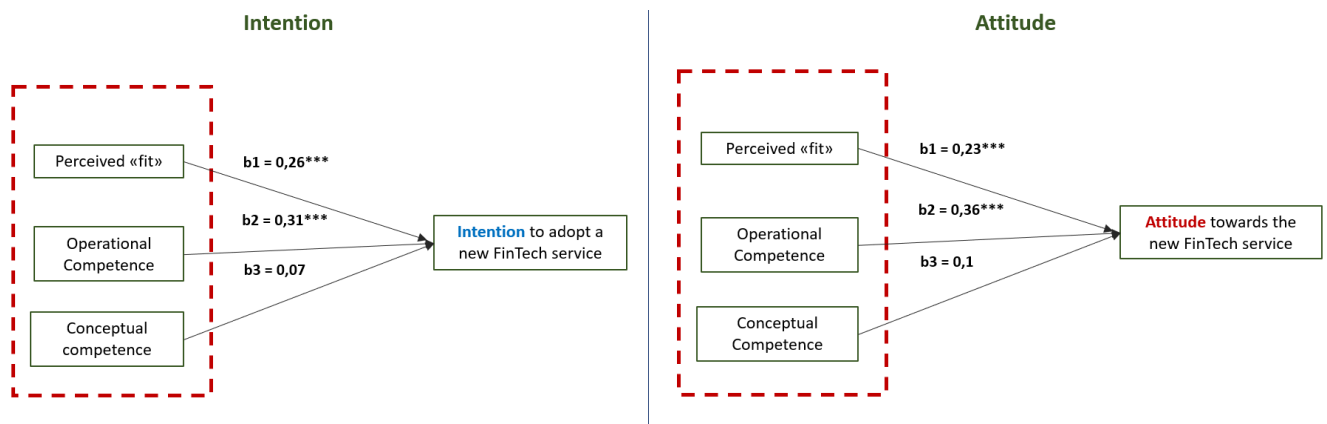 Intention
Perceived «fit»
Operational
Competence
Conceptual
competence
b1 = 0,26***
b2 = 0,31***
b3 = 0,07
Intention to adopt a
new FinTech service
Attitude
Perceived «fit»
Operational
Competence
Conceptual
Competence
b1 = 0,23***
b2 = 0,36***
b3 = 0,1
Attitude towards the
new FinTech service